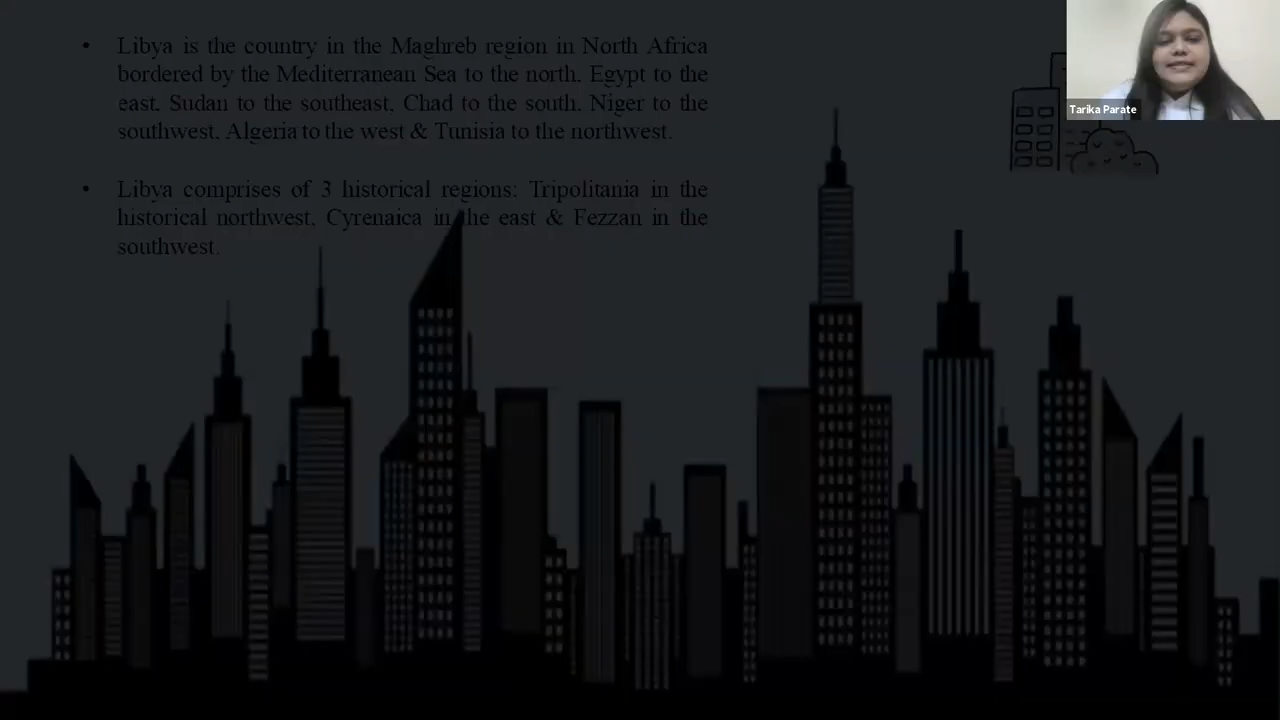 • Libya is the country in the Maghreb region in North Africa
bordered by the Mediterranean Sea to the north, Egypt to the
east, Sudan to the southeast, Chad to the south, Niger to the
southwest, Algeria to the west & Tunisia to the northwest.
• Libya comprises of 3 historical regions: Tripolitania in the
historical northwest, Cyrenaica in the east & Fezzan in the
southwest.
Tarika Parate